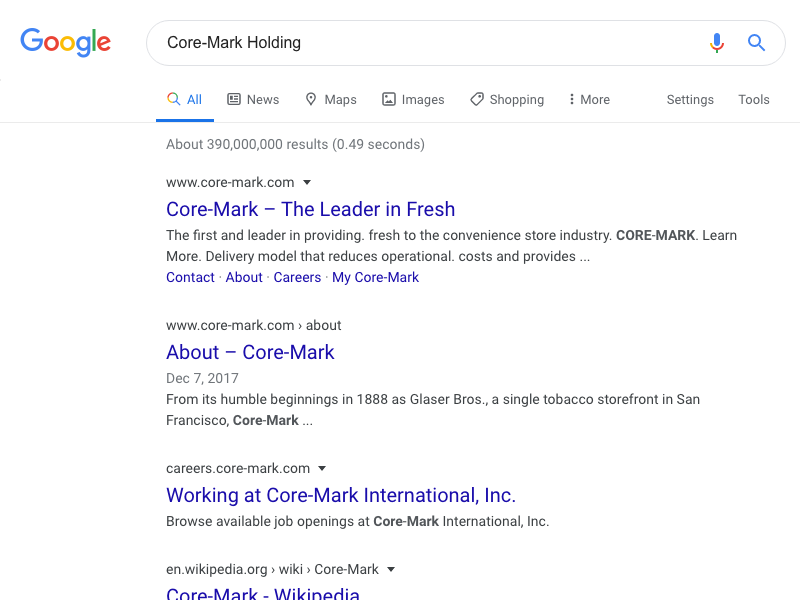 Google
Core-Mark Holding
All News Maps Images Shopping More Settings Tools
About 390,000,000 results (0.49 seconds)
www.core-mark.com
Core-Mark – The Leader in Fresh
The first and leader in providing. fresh to the convenience store industry. CORE-MARK. Learn
More. Delivery model that reduces operational. costs and provides ...
Contact · About · Careers · My Core-Mark
www.core-mark.com › about
About – Core-Mark
Dec 7, 2017
From its humble beginnings in 1888 as Glaser Bros., a single tobacco storefront in San
Francisco, Core-Mark ...
careers.core-mark.com
Working at Core-Mark International, Inc.
Browse available job openings at Core-Mark International, Inc.
en.wikipedia.org › wiki › Core-Mark
Core-Mark - Wikipedia